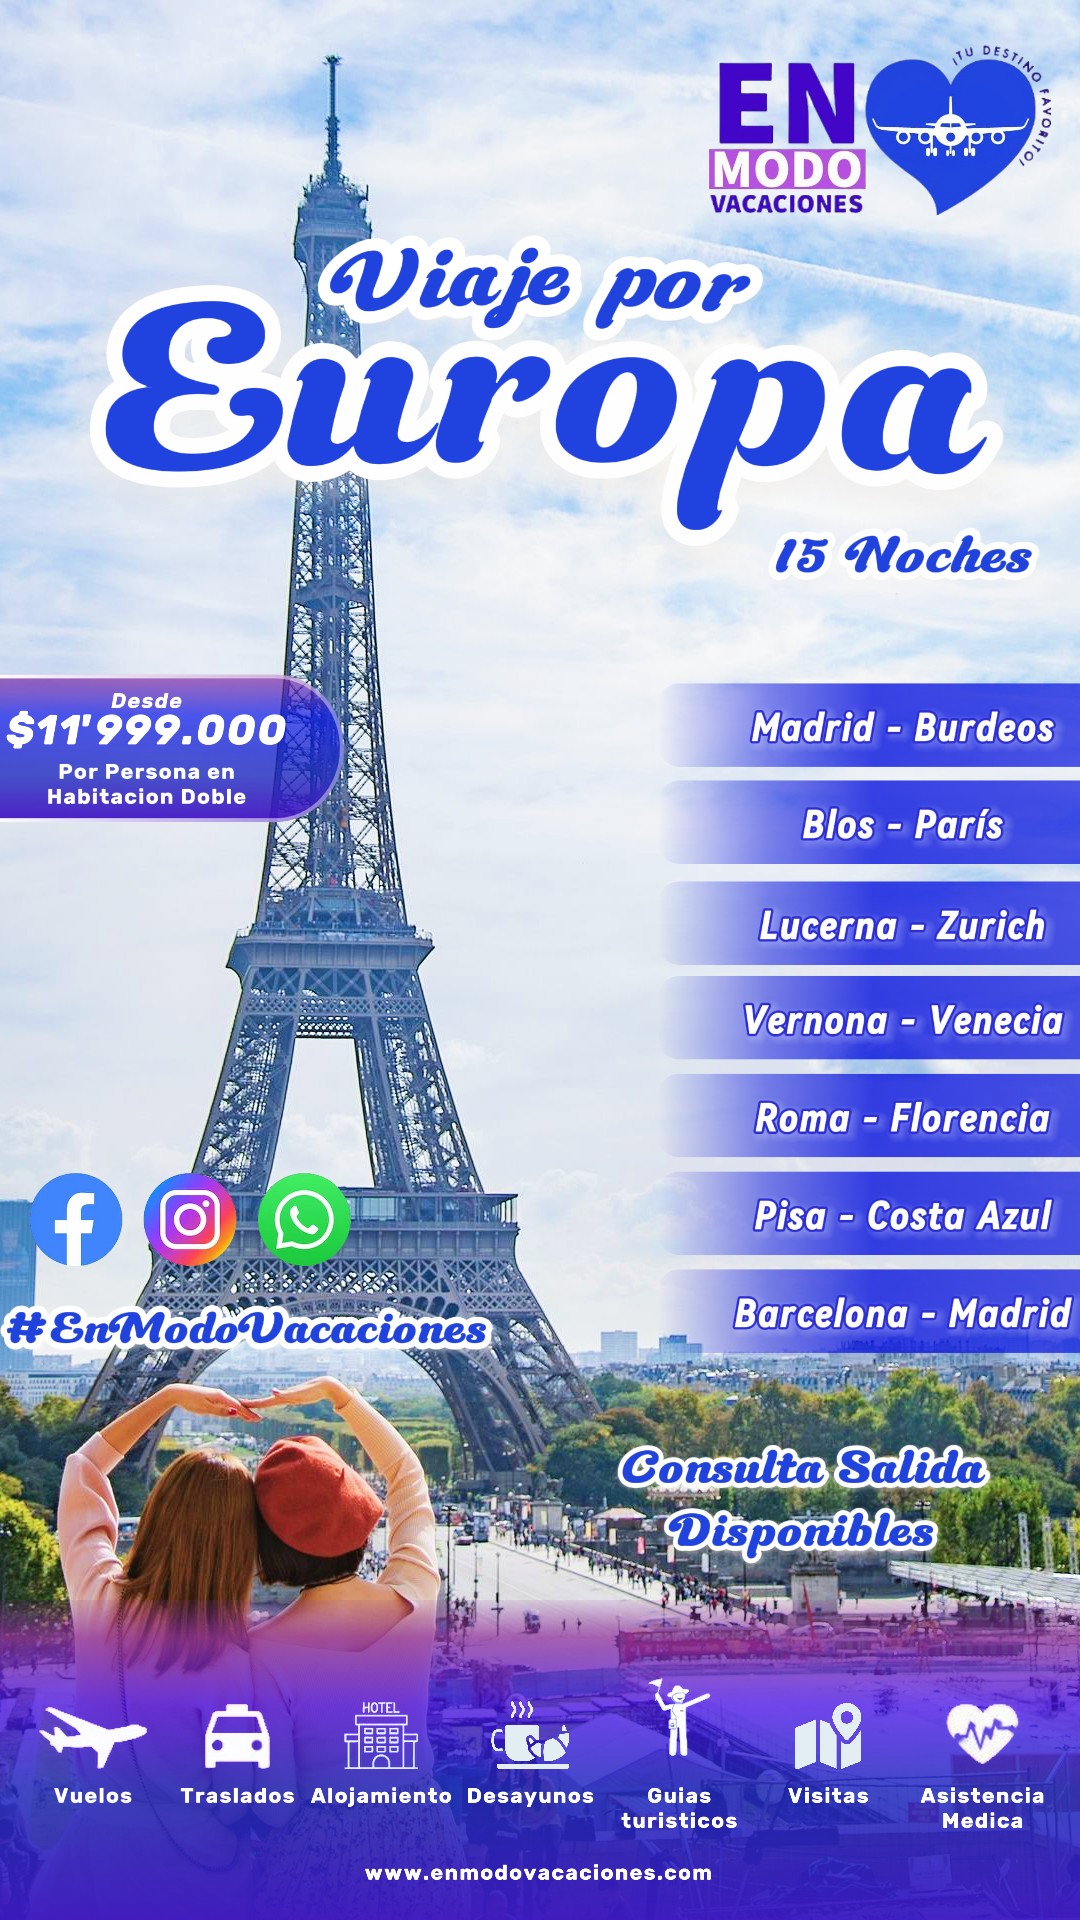 ¡TU DESTINO FAVORITO!
EN
MODO
VACACIONES
Viaje por
Europa
15 Noches
Desde
$11'999.000
Por Persona en
Habitacion Doble
Madrid - Burdeos
Blos - París
Lucerna - Zurich
Vernona - Venecia
Roma - Florencia
Pisa - Costa Azul
Barcelona - Madrid
#EnModoVacaciones
Consulta Salida
Disponibles
HOTEL
Vuelos
Traslados
Alojamiento
Desayunos
Guias
turisticos
Visitas
Asistencia
Medica
www.enmodovacaciones.com